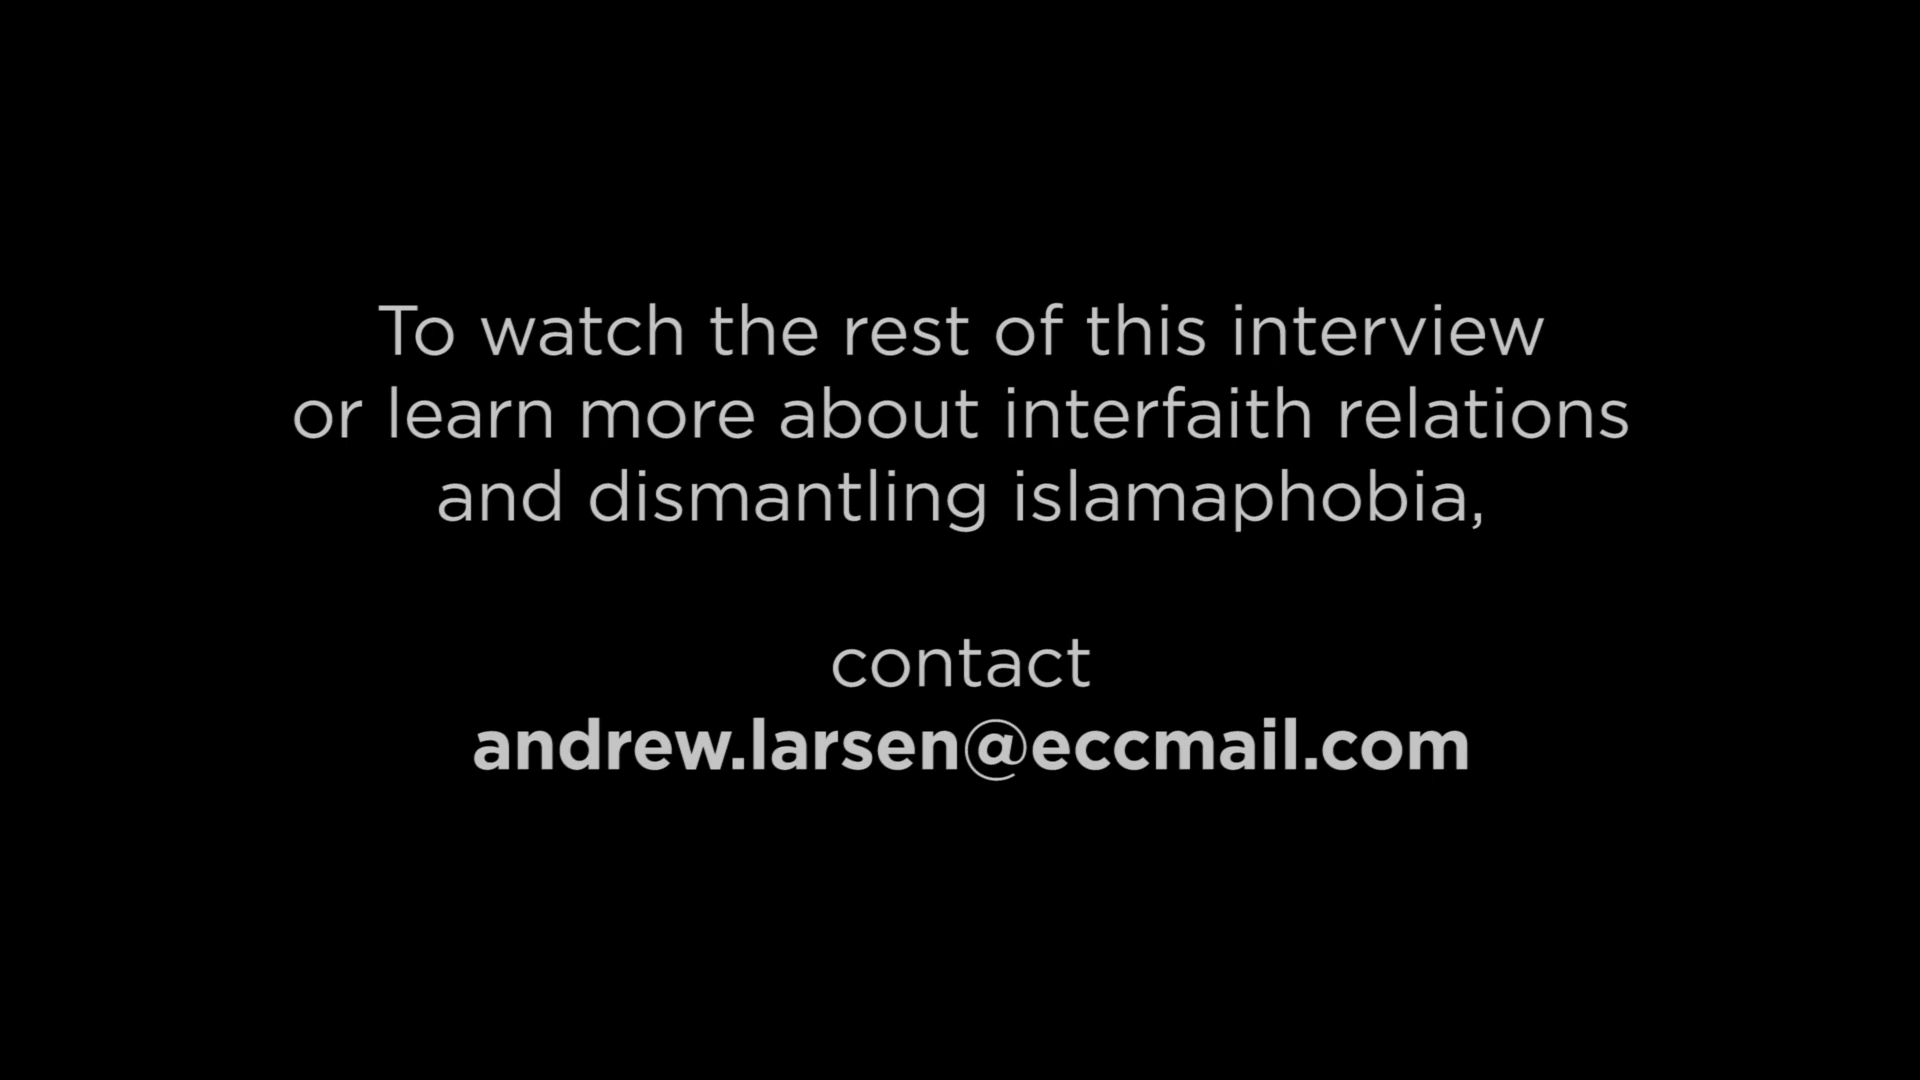 To watch the rest of this interview
or learn more about interfaith relations
and dismantling islamaphobia,
contact
andrew.larsen@eccmail.com